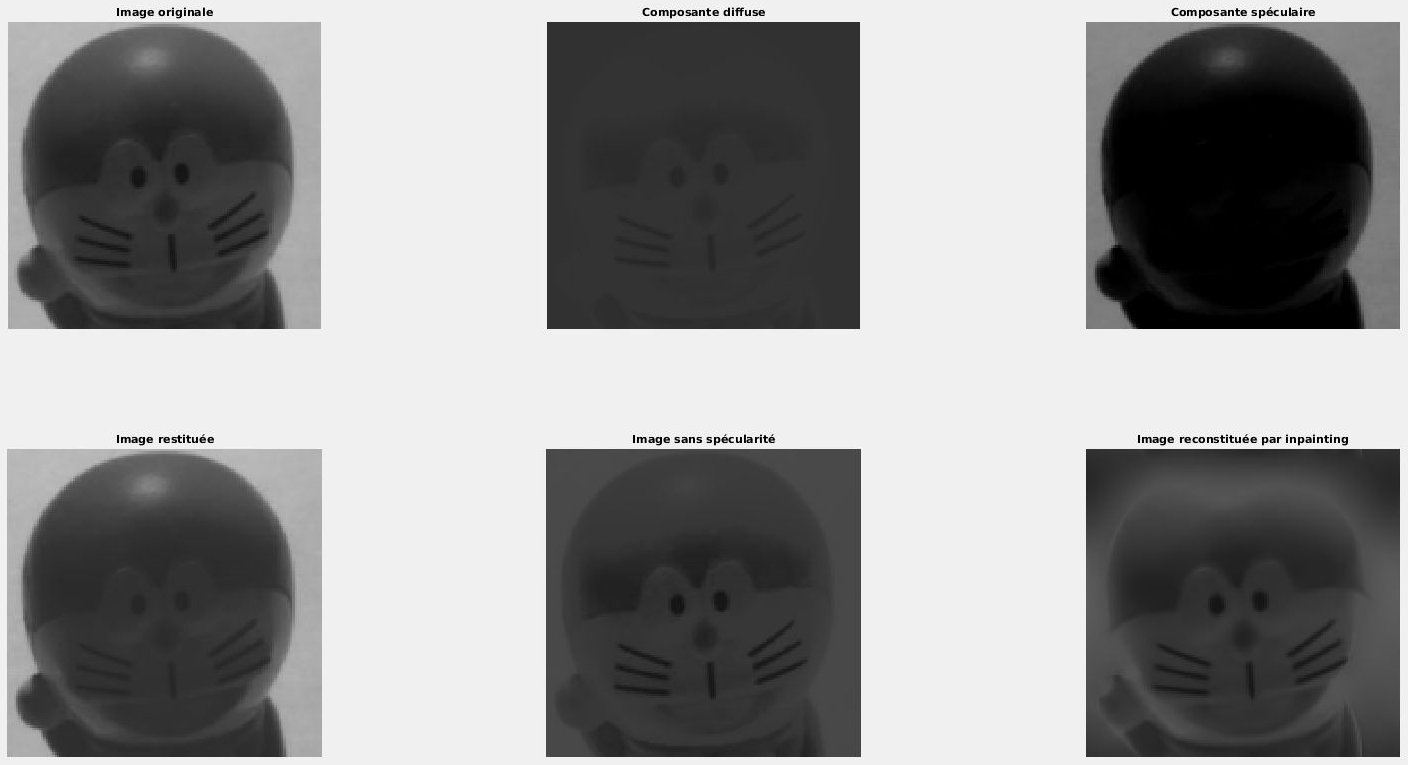 Image originale
Composante diffuse
Composante spéculaire
Image restituée
Image sans spécularité
Image reconstituée par inpainting